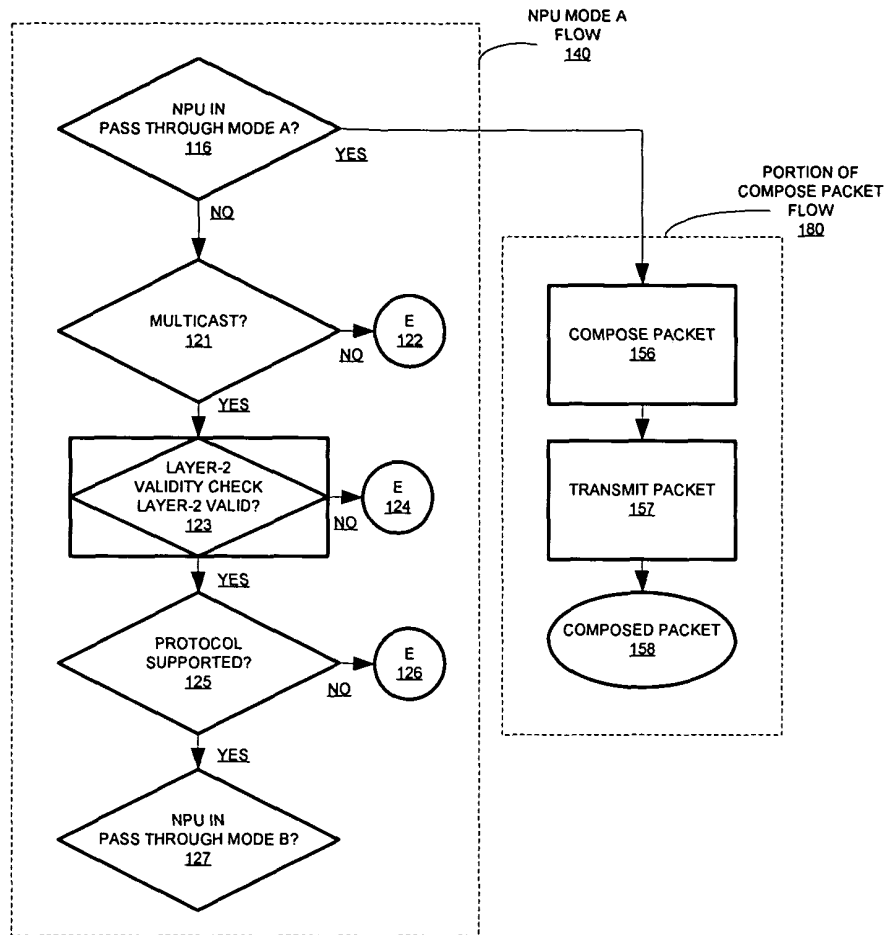 NPU MODE A
FLOW
140
NPU IN
PASS THROUGH MODE A?
116
YES
NO
PORTION OF
COMPOSE PACKET
FLOW
180
MULTICAST?
121
NO
E
122
YES
COMPOSE PACKET
156
LAYER-2
VALIDITY CHECK
LAYER-2 VALID?
123
NO
E
124
YES
TRANSMIT PACKET
157
PROTOCOL
SUPPORTED?
125
NO
E
126
YES
COMPOSED PACKET
158
NPU IN
PASS THROUGH MODE B?
127